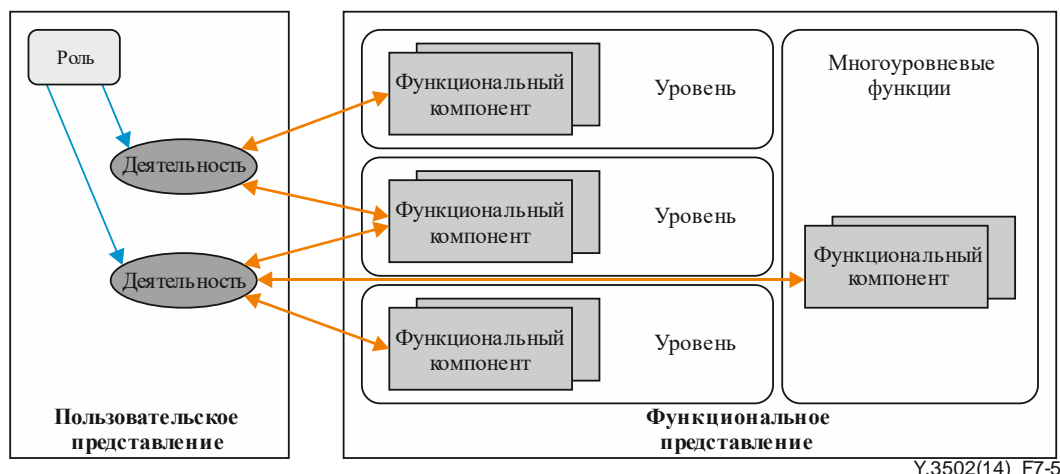 Роль
Деятельность
Деятельность
Пользовательское
представление
Функциональный
компонент
Уровень
Функциональный
компонент
Уровень
Функциональный
компонент
Уровень
Многоуровневые
функции
Функциональный
компонент
Функциональное
представление
Y.3502(14)_F7-5